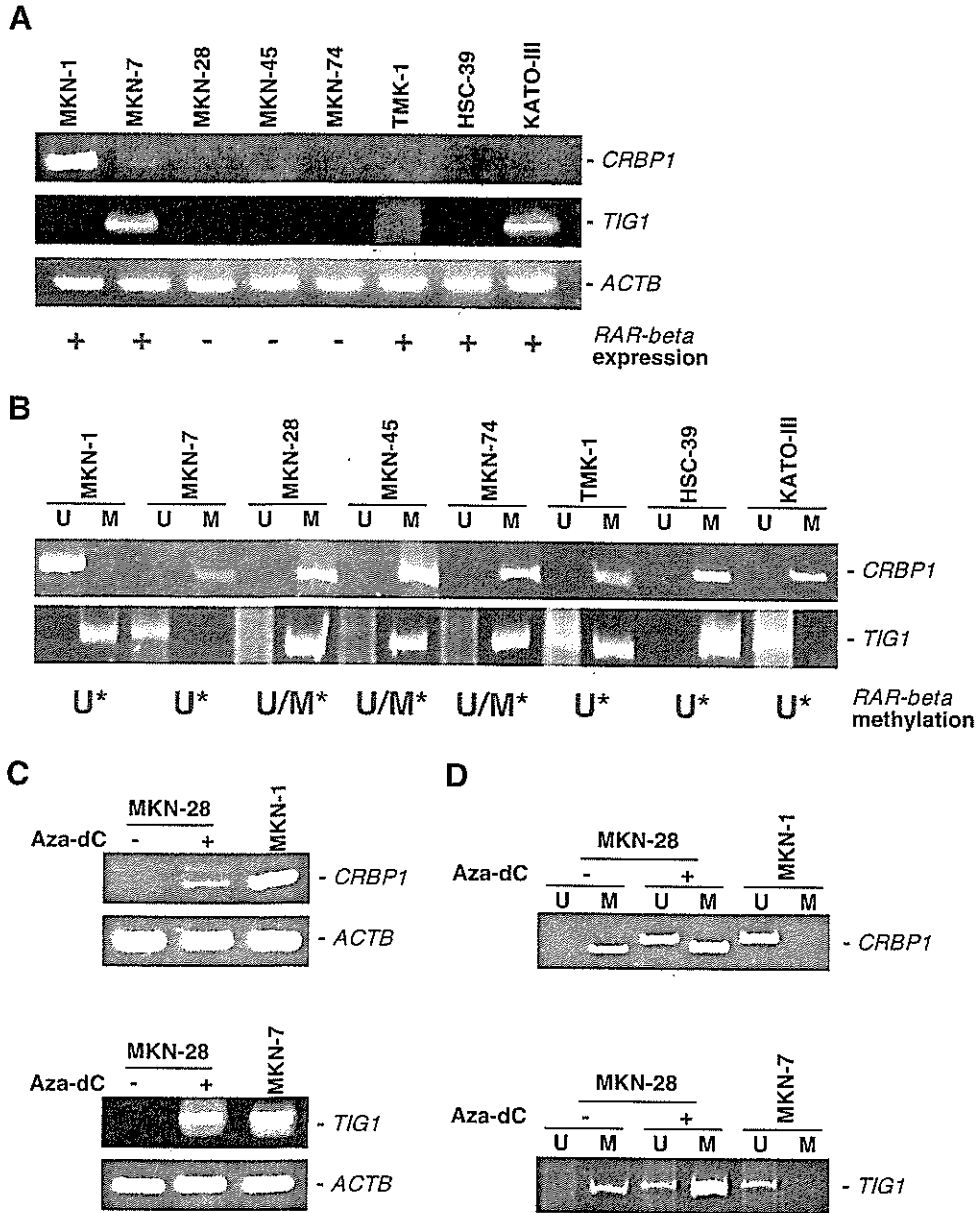 A
MKN-1 MKN-7 MKN-28 MKN-45 MKN-74 TMK-1 HSC-39 KATO-III
- CRBP1
- TIG1
- ACTB
+ + - - - + + + RAR-beta
expression
B
MKN-1 MKN-7 MKN-28 MKN-45 MKN-74 TMK-1 HSC-39 KATO-III
U M U M U M U M U M U M U M U M
- CRBP1
- TIG1
U* U* U/M* U/M* U/M* U* U* U* RAR-beta
methylation
C
MKN-28 MKN-1
Aza-dC - +
- CRBP1
- ACTB
MKN-28 MKN-7
Aza-dC - +
- TIG1
- ACTB
D
MKN-28 MKN-1
Aza-dC - +
U M U M U M
- CRBP1
MKN-28 MKN-7
Aza-dC - +
U M U M U M
- TIG1